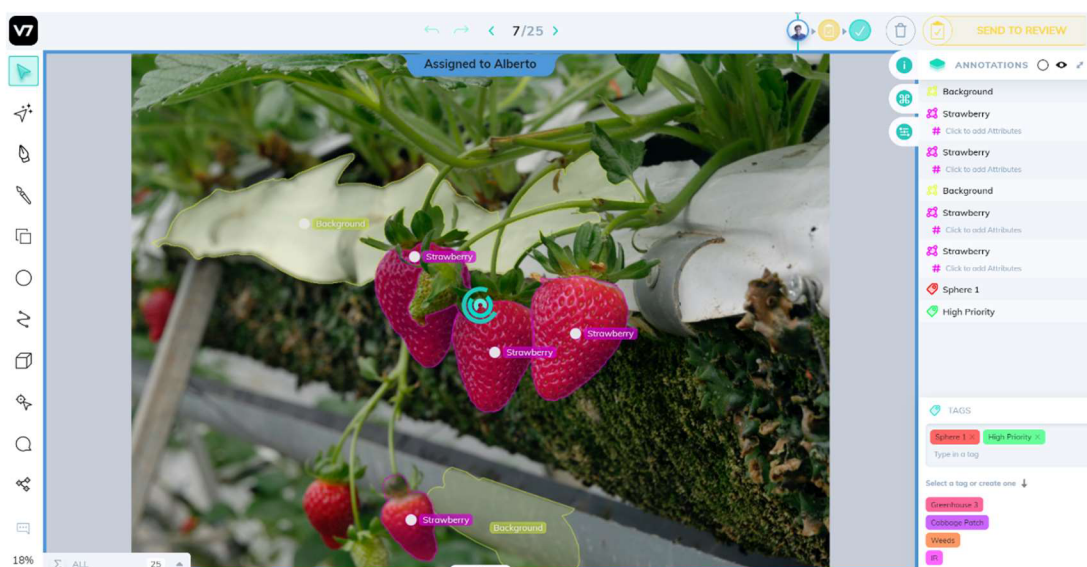 V7
7/25
SEND TO REVIEW
Assigned to Alberto
ANNOTATIONS
Background
Strawberry
# Click to add Attributes
Strawberry
# Click to add Attributes
Background
Strawberry
# Click to add Attributes
Strawberry
# Click to add Attributes
Sphere 1
High Priority
Background
Strawberry
Strawberry
Strawberry
Strawberry
Background
TAGS
Sphere 1 × High Priority ×
Type in a tag
Select a tag or create one ↓
Greenhouse 3
Cabbage Patch
Weeds
IR
18%
Σ ALL 25